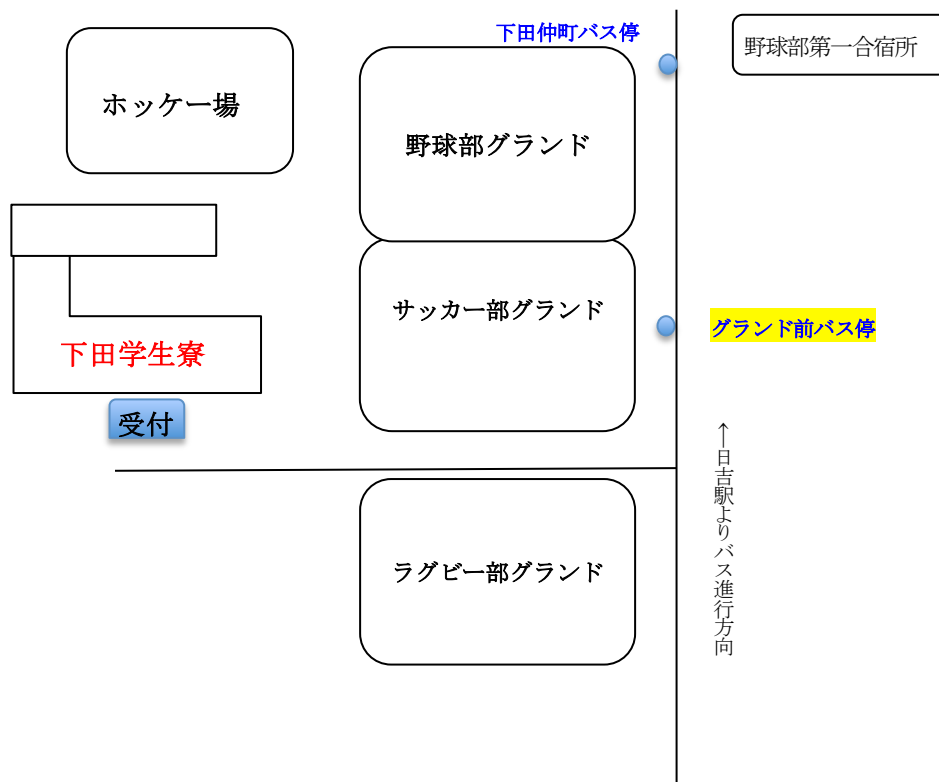 下田仲町バス停
野球部第一合宿所
ホッケー場
野球部グランド
サッカー部グランド
グランド前バス停
下田学生寮
受付
←日吉駅よりバス進行方向
ラグビー部グランド